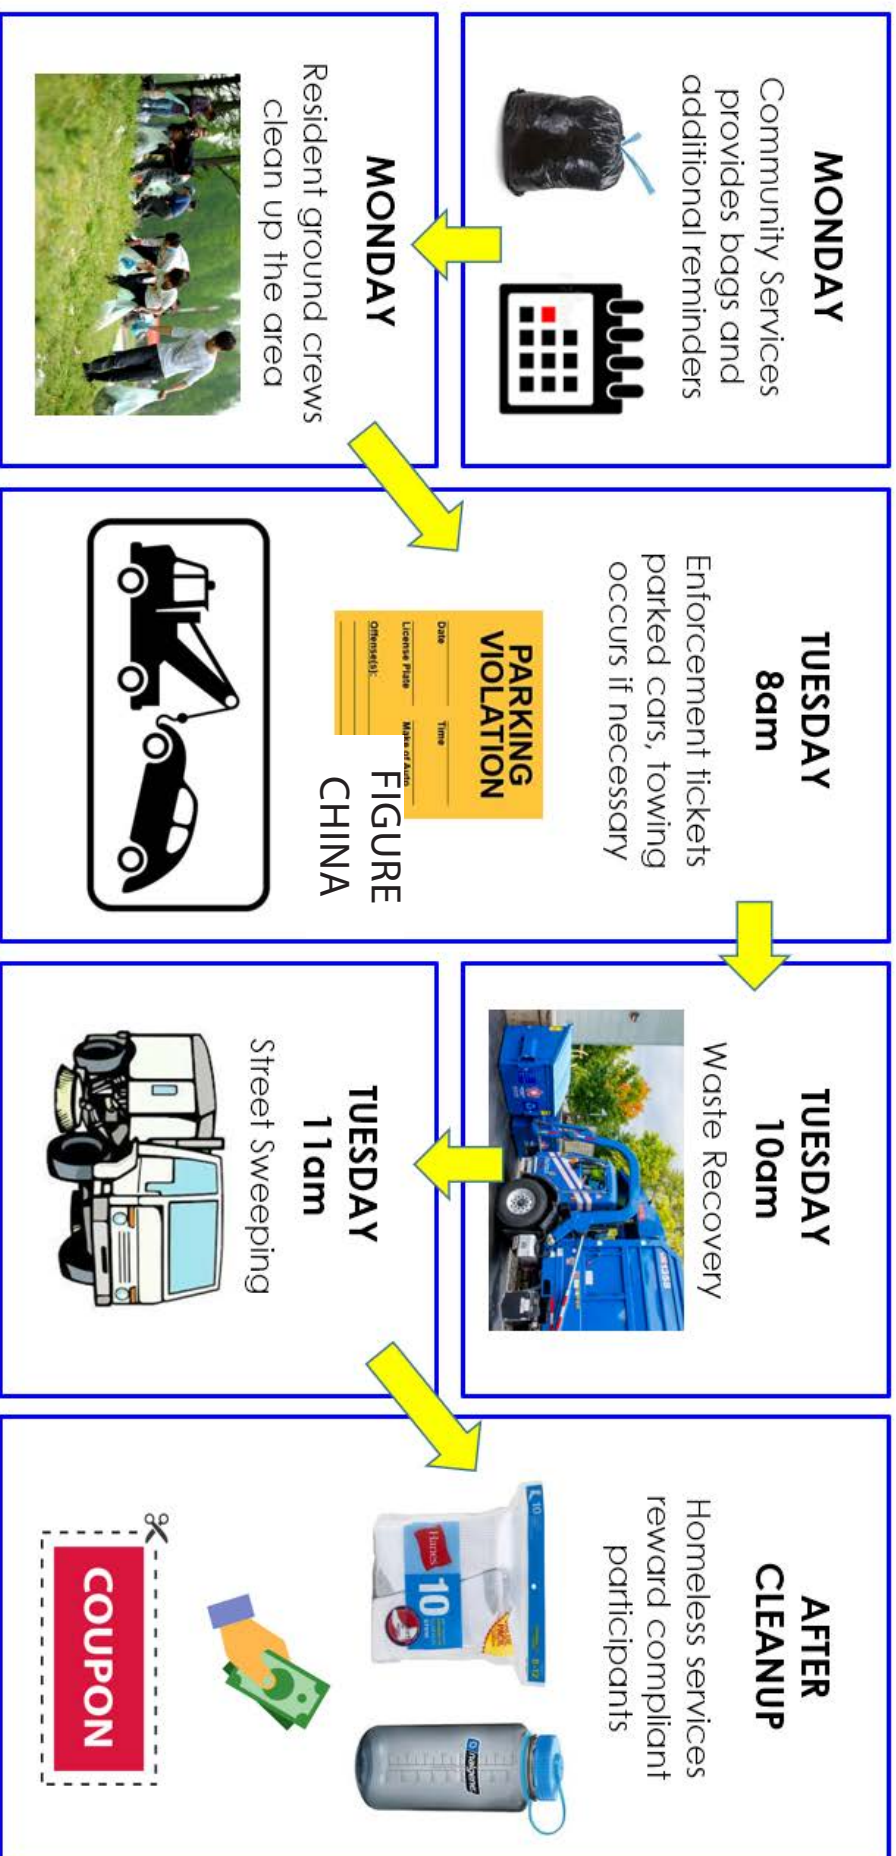 MONDAY
Community Services
provides bags and
additional reminders
MONDAY
Resident ground crews
clean up the area
TUESDAY
8am
Enforcement tickets
parked cars, towing
occurs if necessary
PARKING
VIOLATION
Date
Time
License Plate
Make of Auto
Offense(s):
FIGURE
CHINA
TUESDAY
10am
Waste Recovery
TUESDAY
11am
Street Sweeping
AFTER
CLEANUP
Homeless services
reward compliant
participants
Hanes
10
nalgene
COUPON